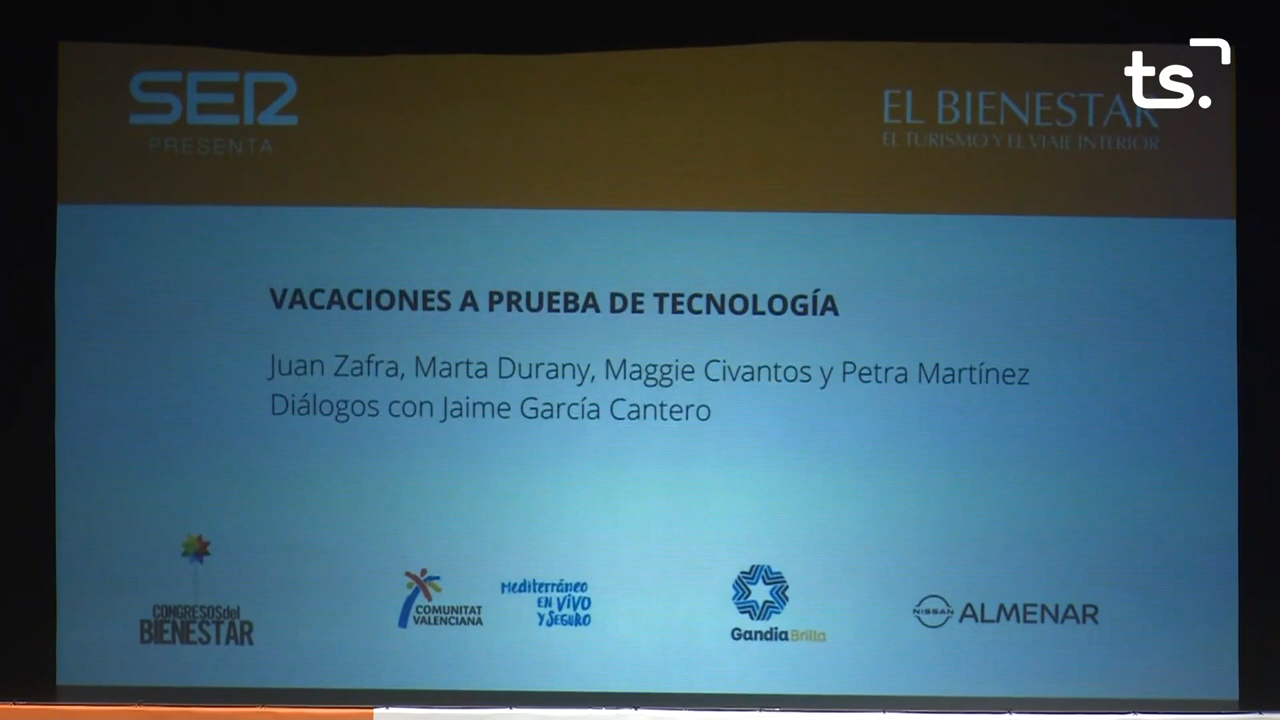 SER
PRESENTA
EL BIENESTAR
EL TURISMO Y EL VIAJE INTERIOR
ts.
VACACIONES A PRUEBA DE TECNOLOGÍA
Juan Zafra, Marta Durany, Maggie Civantos y Petra Martínez
Diálogos con Jaime García Cantero
CONGRESOS del
BIENESTAR
COMUNITAT
VALENCIANA
Mediterráneo
EN VIVO
Y SEGURO
Gandia Brilla
NISSAN ALMENAR